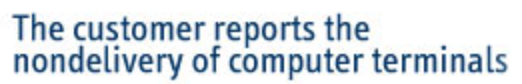 The customer reports the
nondelivery of computer terminals